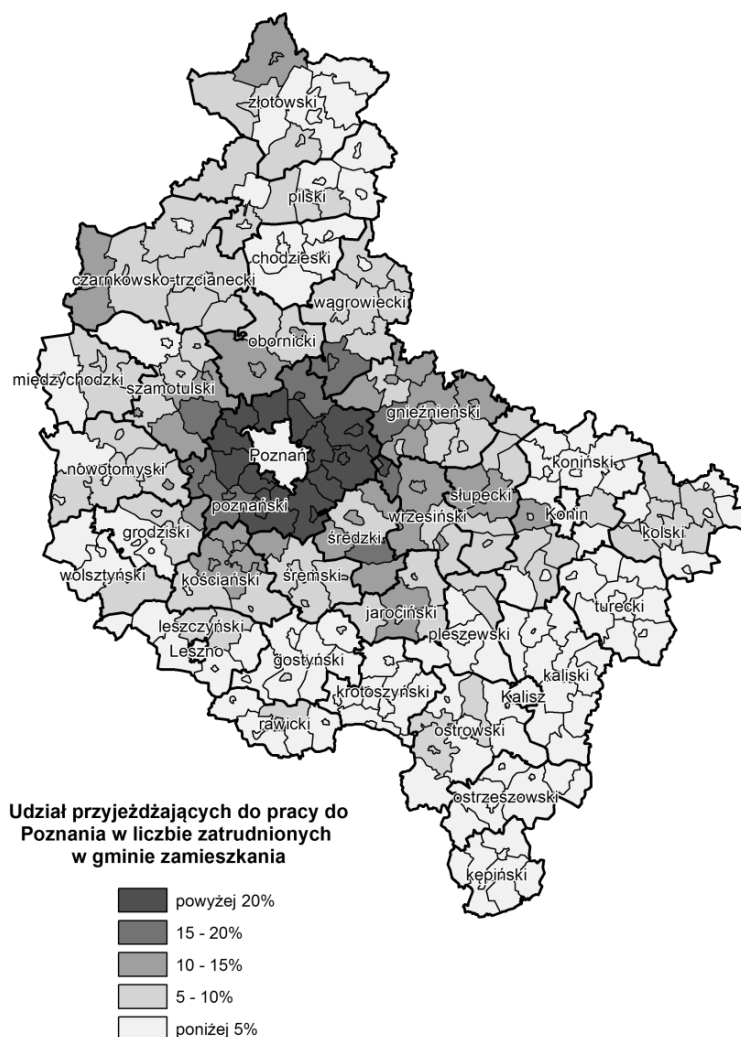 złotowski
pilski
chodzieski
czarnkowsko-trzcianecki
wągrowiecki
obornicki
międzychodzki
szamotulski
gnieźnieński
Poznań
koniński
nowotomyski
słupecki
poznański
wrzesiński
Konin
kolski
grodziski
średzki
wolsztyński
kościański
śremski
turecki
jarociński
leszczyński
pleszewski
Leszno
gostyński
kaliski
krotoszyński
Kalisz
rawicki
ostrowski
ostrzeszowski
kępiński
Udział przyjeżdżających do pracy do
Poznania w liczbie zatrudnionych
w gminie zamieszkania
powyżej 20%
15 - 20%
10 - 15%
5 - 10%
poniżej 5%